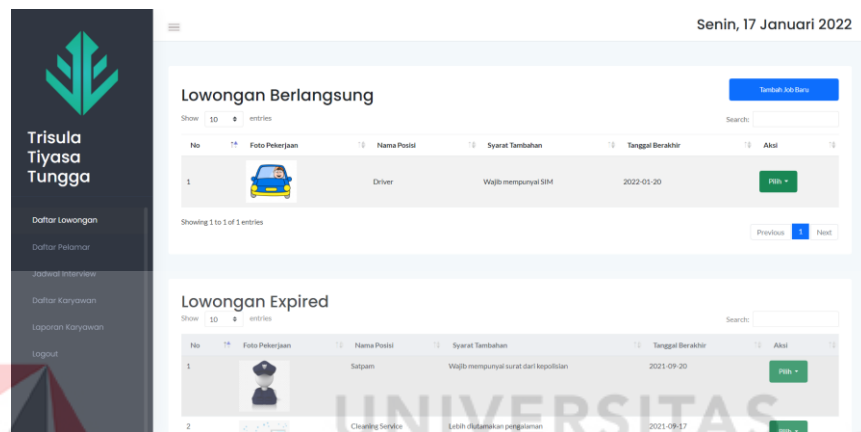 Senin, 17 Januari 2022
Trisula
Tiyasa
Tungga
Daftar Lowongan
Daftar Pelamar
Jadwal Interview
Daftar Karyawan
Laporan Karyawan
Logout
Lowongan Berlangsung
Tambah Job Baru
Show 10 entries
Search:
No Foto Pekerjaan Nama Posisi Syarat Tambahan Tanggal Berakhir Aksi
1 Driver Wajib mempunyai SIM 2022-01-20 Pilih
Showing 1 to 1 of 1 entries
Previous 1 Next
Lowongan Expired
Show 10 entries
Search:
No Foto Pekerjaan Nama Posisi Syarat Tambahan Tanggal Berakhir Aksi
1 Satpam Wajib mempunyai surat dari kepolisian 2021-09-20 Pilih
UNIVERSITAS
2 Cleaning Service Lebih diutamakan pengalaman 2021-09-17 Pilih